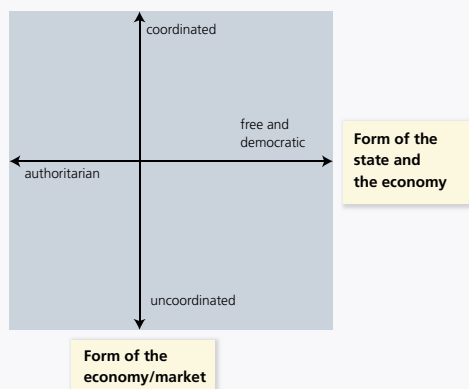 coordinated
free and
democratic
authoritarian
Form of the
state and
the economy
uncoordinated
Form of the
economy/market